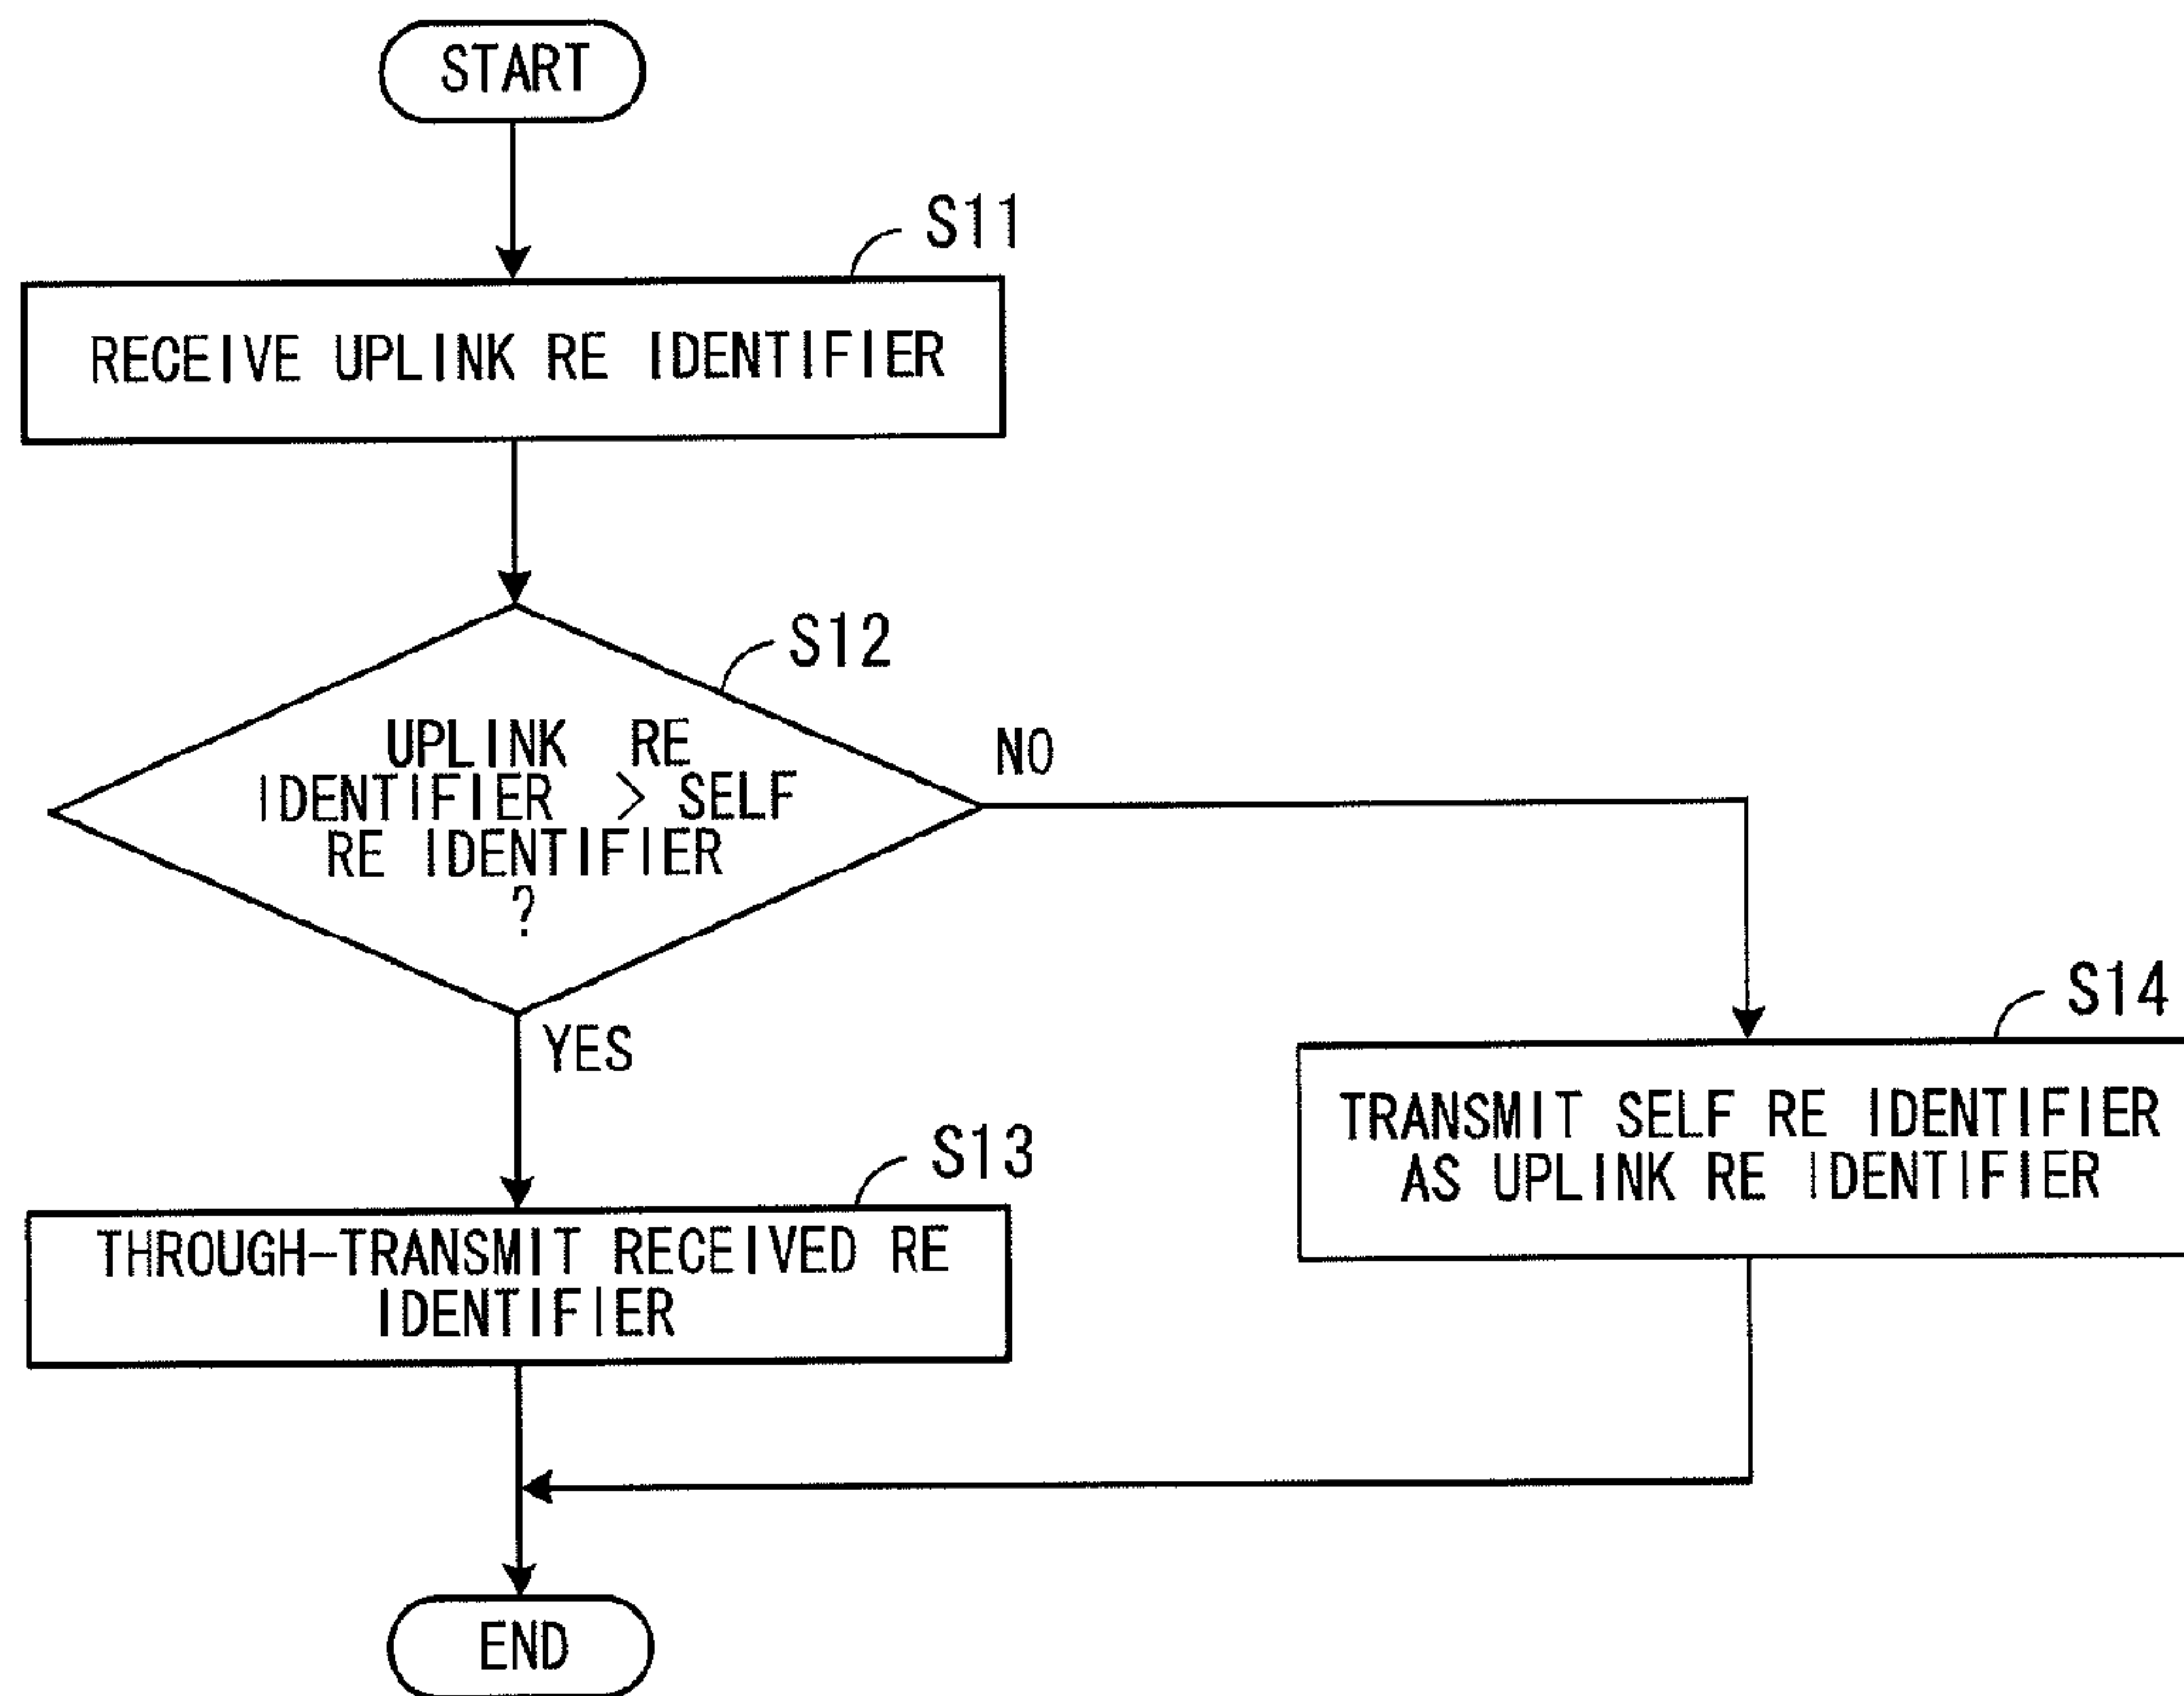 START
S11
RECEIVE UPLINK RE IDENTIFIER
S12
UPLINK RE
IDENTIFIER > SELF
RE IDENTIFIER
?
NO
YES
S14
TRANSMIT SELF RE IDENTIFIER
AS UPLINK RE IDENTIFIER
S13
THROUGH-TRANSMIT RECEIVED RE
IDENTIFIER
END